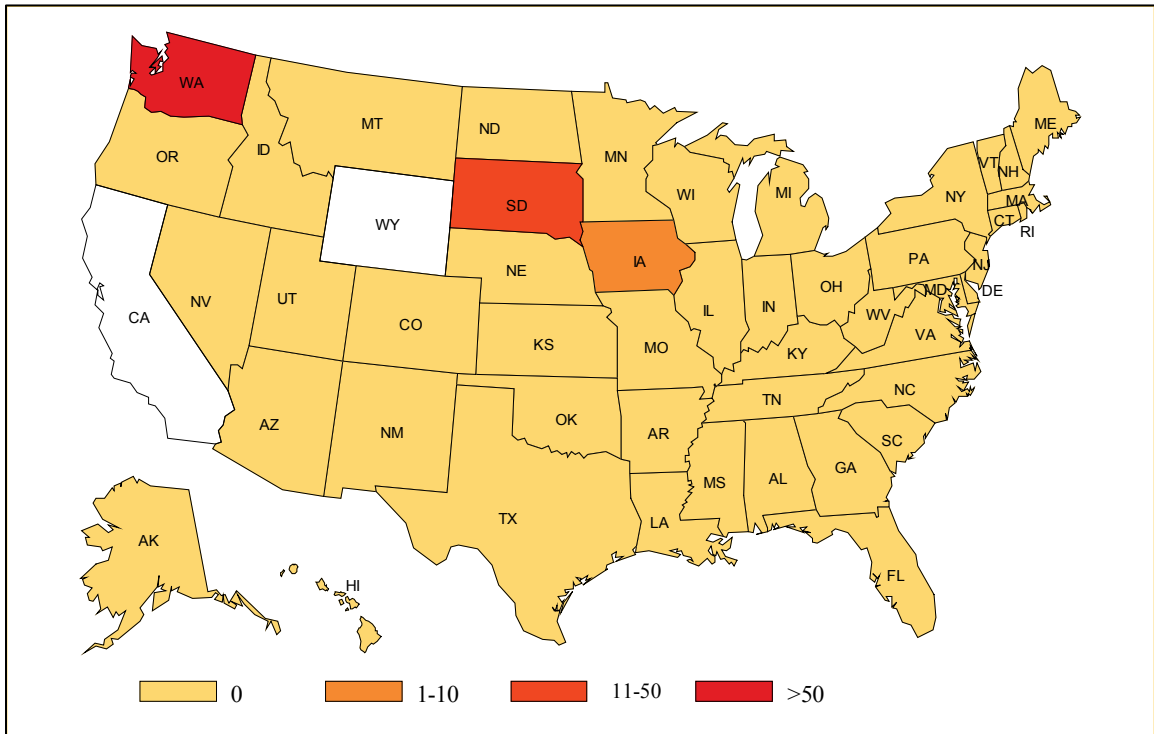 WA
MT
ND
MN
ME
OR
ID
SD
WI
MI
VT
NH
NY
MA
WY
CT
RI
IA
NE
PA
NJ
NV
UT
CA
CO
IL
IN
OH
MD
DE
WV
VA
KS
MO
KY
AZ
NM
OK
AR
TN
NC
SC
MS
AL
GA
TX
LA
AK
HI
FL
0
1-10
11-50
>50